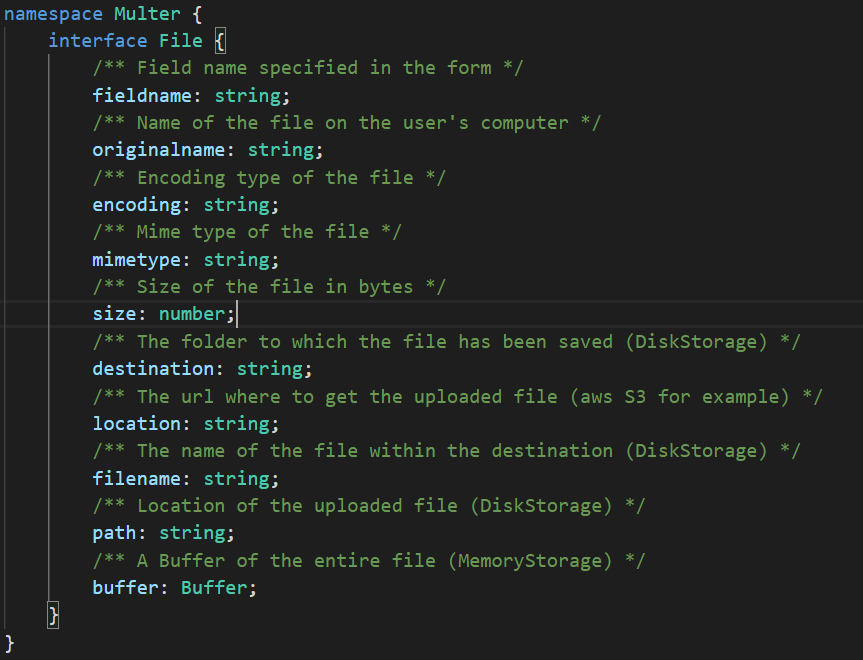 namespace Multer {
    interface File {
        /** Field name specified in the form */
        fieldname: string;
        /** Name of the file on the user's computer */
        originalname: string;
        /** Encoding type of the file */
        encoding: string;
        /** Mime type of the file */
        mimetype: string;
        /** Size of the file in bytes */
        size: number;
        /** The folder to which the file has been saved (DiskStorage) */
        destination: string;
        /** The url where to get the uploaded file (aws S3 for example) */
        location: string;
        /** The name of the file within the destination (DiskStorage) */
        filename: string;
        /** Location of the uploaded file (DiskStorage) */
        path: string;
        /** A Buffer of the entire file (MemoryStorage) */
        buffer: Buffer;
    }
}